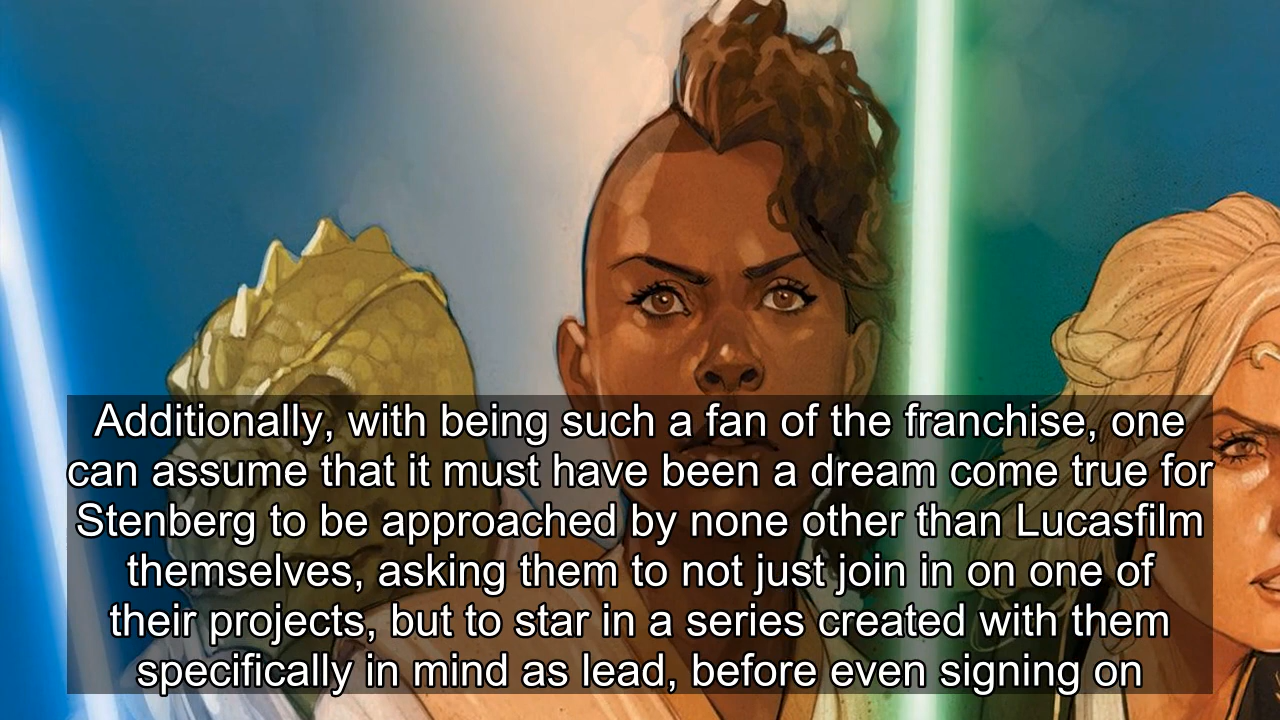 Additionally, with being such a fan of the franchise, one
can assume that it must have been a dream come true for
Stenberg to be approached by none other than Lucasfilm
themselves, asking them to not just join in on one of
their projects, but to star in a series created with them
specifically in mind as lead, before even signing on